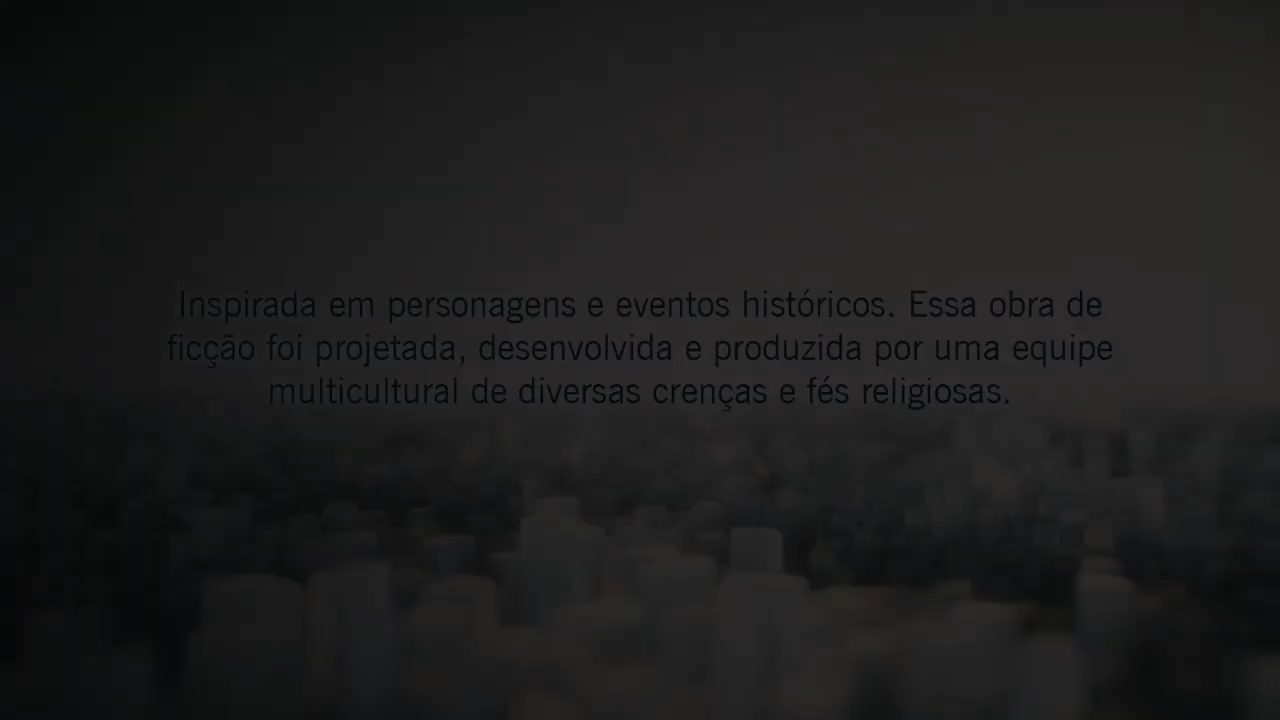 Inspirada em personagens e eventos históricos. Essa obra de
ficção foi projetada, desenvolvida e produzida por uma equipe
multicultural de diversas crenças e fés religiosas.